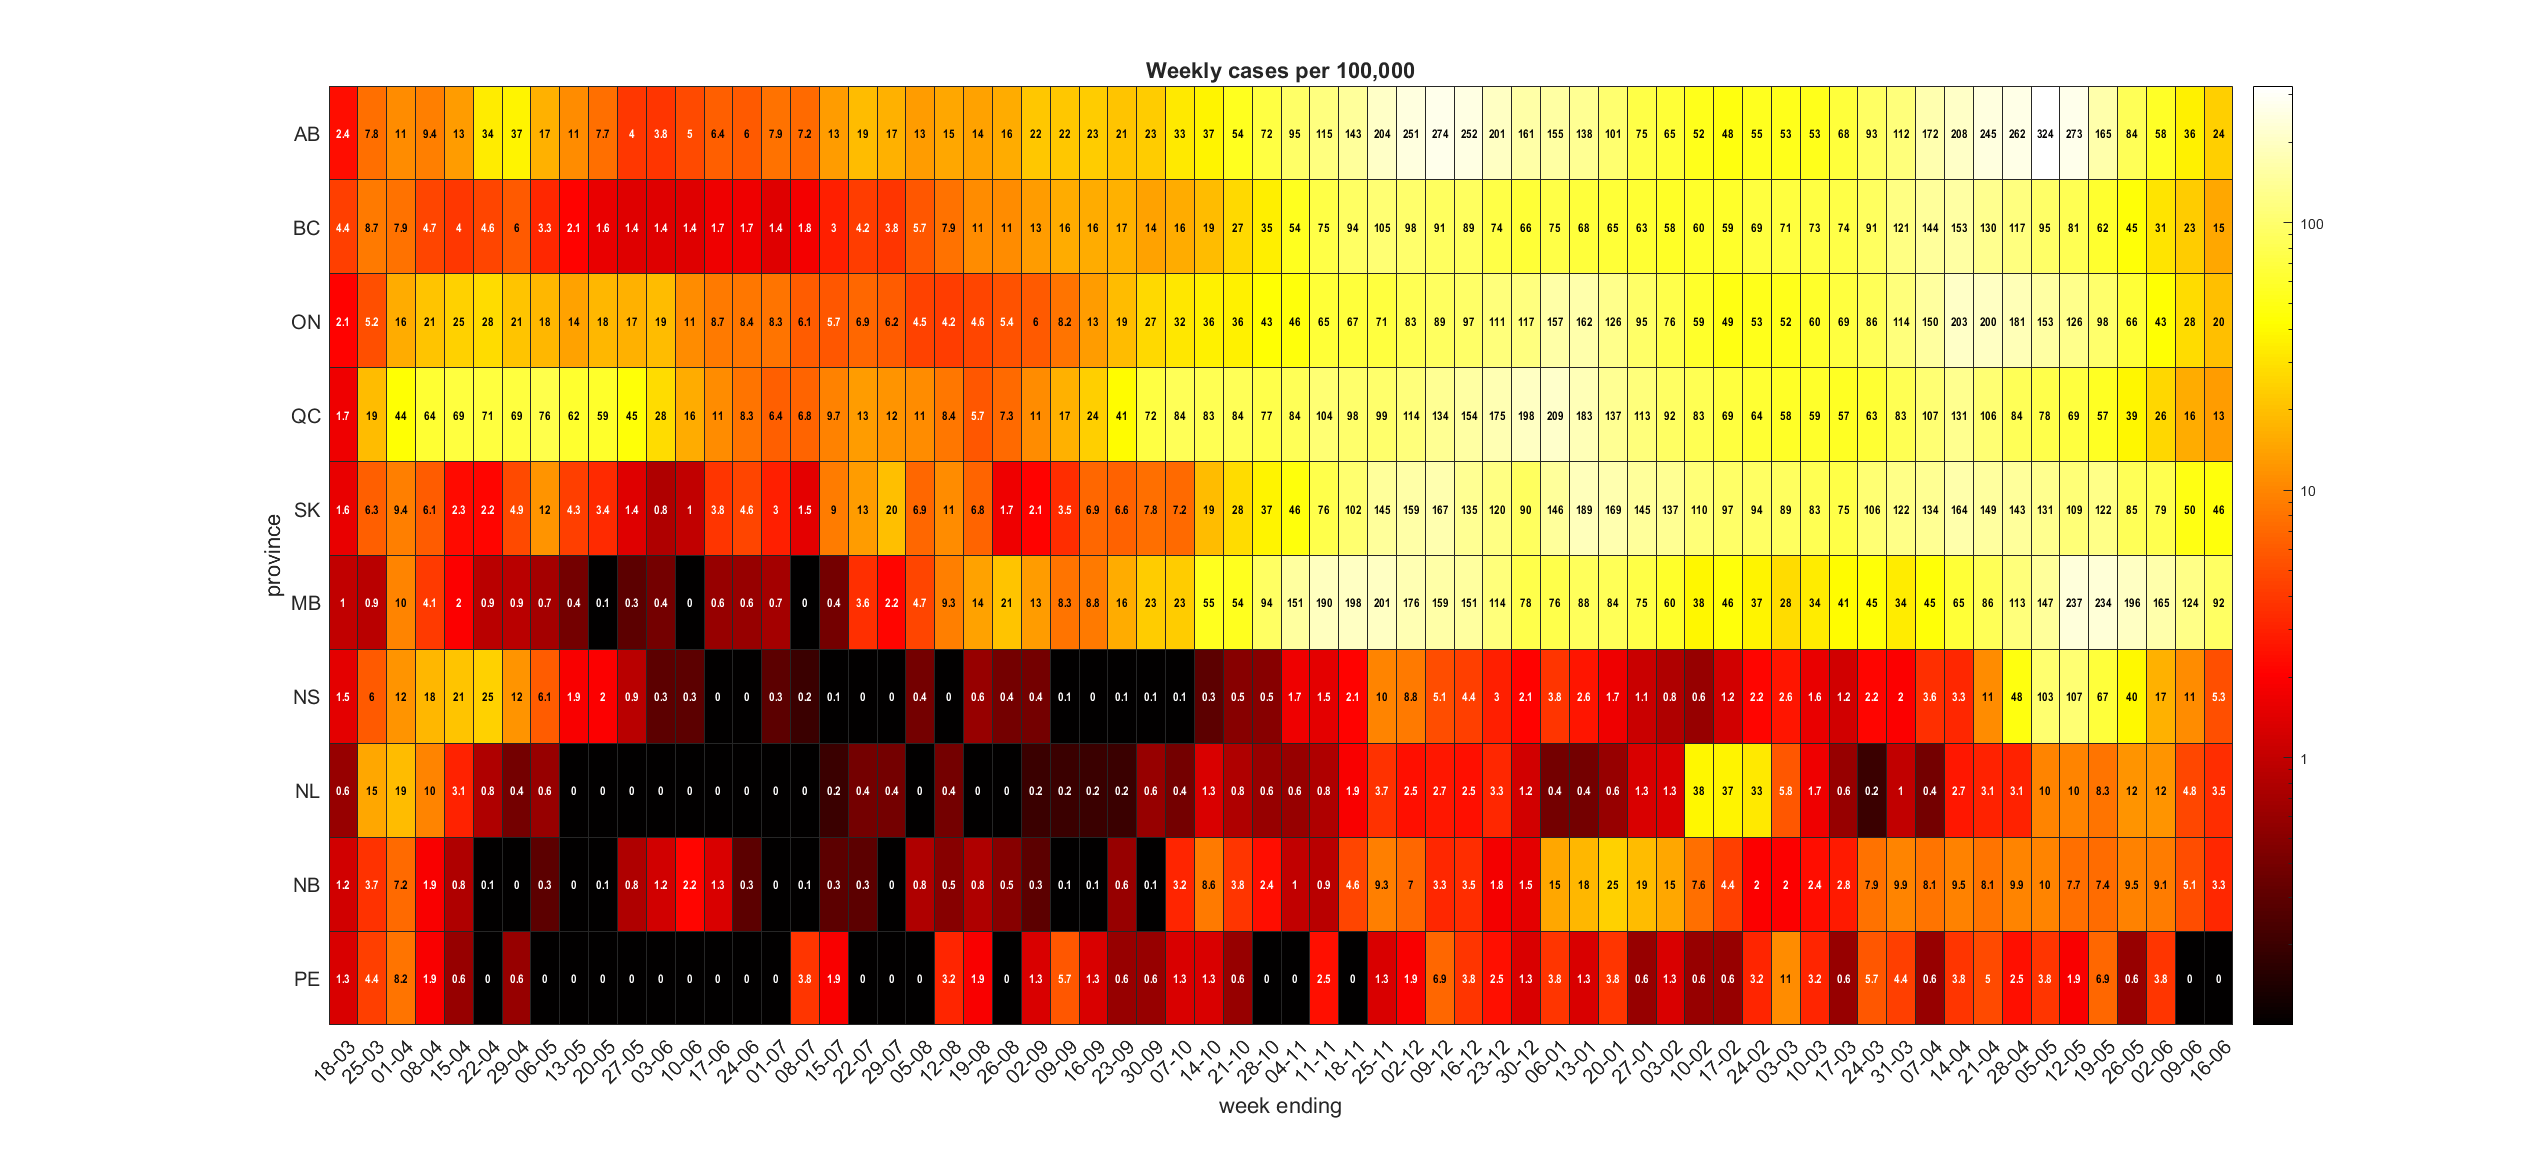 Weekly cases per 100,000
AB 2.4 7.8 11 9.4 13 34 37 17 11 7.7 4 3.8 5 6.4 6 7.9 7.2 13 19 17 13 15 14 16 22 22 23 21 23 33 37 54 72 95 115 143 204 251 274 252 201 161 155 138 101 75 65 52 48 55 53 53 68 93 112 172 208 245 262 324 273 165 84 58 36 24
BC 4.4 8.7 7.9 4.7 4 4.6 6 3.3 2.1 1.6 1.4 1.4 1.4 1.7 1.7 1.4 1.8 3 4.2 3.8 5.7 7.9 11 11 13 16 16 17 14 16 19 27 35 54 75 94 105 98 91 89 74 66 75 68 65 63 58 60 59 69 71 73 74 91 121 144 153 130 117 95 81 62 45 31 23 15
100
ON 2.1 5.2 16 21 25 28 21 18 14 18 17 19 11 8.7 8.4 8.3 6.1 5.7 6.9 6.2 4.5 4.2 4.6 5.4 6 8.2 13 19 27 32 36 36 43 46 65 67 71 83 89 97 111 117 157 162 126 95 76 59 49 53 52 60 69 86 114 150 203 200 181 153 126 98 66 43 28 20
QC 1.7 19 44 64 69 71 69 76 62 59 45 28 16 11 8.3 6.4 6.8 9.7 13 12 11 8.4 5.7 7.3 11 17 24 41 72 84 83 84 77 84 104 98 99 114 134 154 175 198 209 183 137 113 92 83 69 64 58 59 57 63 83 107 131 106 84 78 69 57 39 26 16 13
10
SK 1.6 6.3 9.4 6.1 2.3 2.2 4.9 12 4.3 3.4 1.4 0.8 1 3.8 4.6 3 1.5 9 13 20 6.9 11 6.8 1.7 2.1 3.5 6.9 6.6 7.8 7.2 19 28 37 46 76 102 145 159 167 135 120 90 146 189 169 145 137 110 97 94 89 83 75 106 122 134 164 149 143 131 109 122 85 79 50 46
province
MB 1 0.9 10 4.1 2 0.9 0.9 0.7 0.4 0.1 0.3 0.4 0 0.6 0.6 0.7 0 0.4 3.6 2.2 4.7 9.3 14 21 13 8.3 8.8 16 23 23 55 54 94 151 190 198 201 176 159 151 114 78 76 88 84 75 60 38 46 37 28 34 41 45 34 45 65 86 113 147 237 234 196 165 124 92
NS 1.5 6 12 18 21 25 12 6.1 1.9 2 0.9 0.3 0.3 0 0 0.3 0.2 0.1 0 0 0.4 0 0.6 0.4 0.4 0.1 0 0.1 0.1 0.1 0.3 0.5 0.5 1.7 1.5 2.1 10 8.8 5.1 4.4 3 2.1 3.8 2.6 1.7 1.1 0.8 0.6 1.2 2.2 2.6 1.6 1.2 2.2 2 3.6 3.3 11 48 103 107 67 40 17 11 5.3
1
NL 0.6 15 19 10 3.1 0.8 0.4 0.6 0 0 0 0 0 0 0 0 0 0.2 0.4 0.4 0 0.4 0 0 0.2 0.2 0.2 0.2 0.6 0.4 1.3 0.8 0.6 0.6 0.8 1.9 3.7 2.5 2.7 2.5 3.3 1.2 0.4 0.4 0.6 1.3 1.3 38 37 33 5.8 1.7 0.6 0.2 1 0.4 2.7 3.1 3.1 10 10 8.3 12 12 4.8 3.5
NB 1.2 3.7 7.2 1.9 0.8 0.1 0 0.3 0 0.1 0.8 1.2 2.2 1.3 0.3 0 0.1 0.3 0.3 0 0.8 0.5 0.8 0.5 0.3 0.1 0.1 0.6 0.1 3.2 8.6 3.8 2.4 1 0.9 4.6 9.3 7 3.3 3.5 1.8 1.5 15 18 25 19 15 7.6 4.4 2 2 2.4 2.8 7.9 9.9 8.1 9.5 8.1 9.9 10 7.7 7.4 9.5 9.1 5.1 3.3
PE 1.3 4.4 8.2 1.9 0.6 0 0.6 0 0 0 0 0 0 0 0 0 3.8 1.9 0 0 0 3.2 1.9 0 1.3 5.7 1.3 0.6 0.6 1.3 1.3 0.6 0 0 2.5 0 1.3 1.9 6.9 3.8 2.5 1.3 3.8 1.3 3.8 0.6 1.3 0.6 0.6 3.2 11 3.2 0.6 5.7 4.4 0.6 3.8 5 2.5 3.8 1.9 6.9 0.6 3.8 0 0
18-03 25-03 01-04 08-04 15-04 22-04 29-04 06-05 13-05 20-05 27-05 03-06 10-06 17-06 24-06 01-07 08-07 15-07 22-07 29-07 05-08 12-08 19-08 26-08 02-09 09-09 16-09 23-09 30-09 07-10 14-10 21-10 28-10 04-11 11-11 18-11 25-11 02-12 09-12 16-12 23-12 30-12 06-01 13-01 20-01 27-01 03-02 10-02 17-02 24-02 03-03 10-03 17-03 24-03 31-03 07-04 14-04 21-04 28-04 05-05 12-05 19-05 26-05 02-06 09-06 16-06
week ending